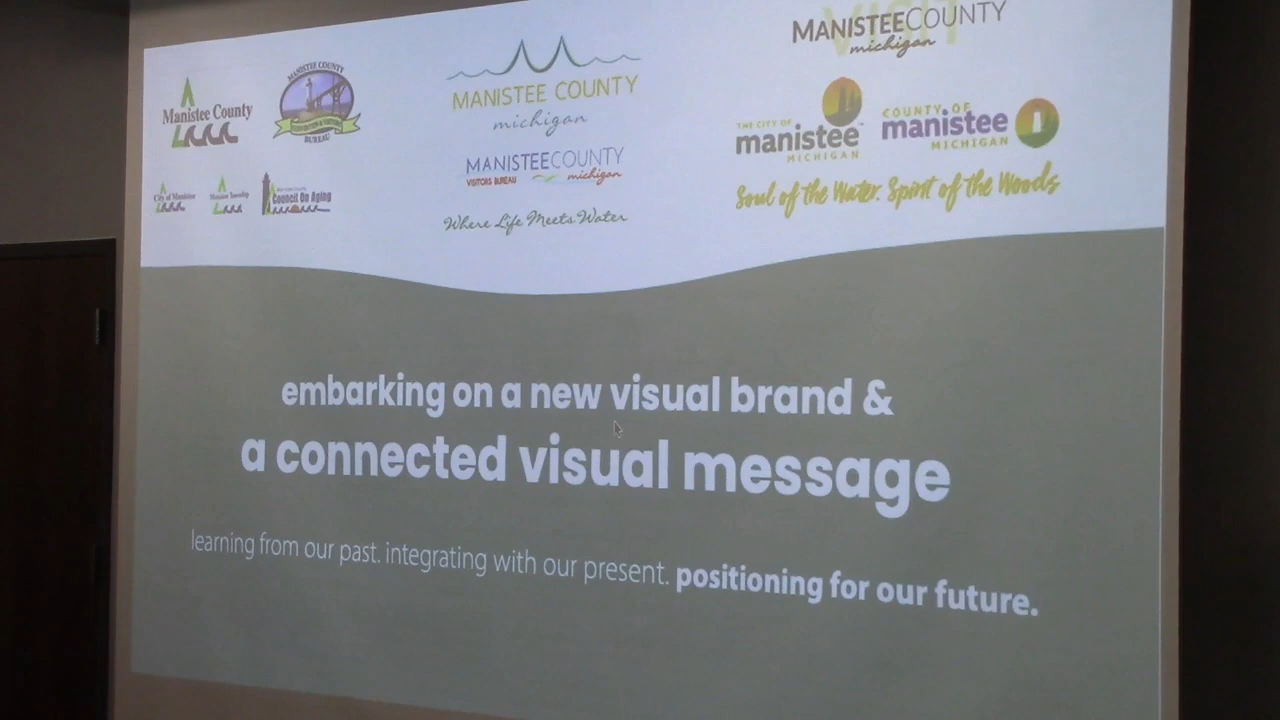 Manistee County
MANISTEE COUNTY
BUREAU
City of Manistee
Manistee Township
Council On Aging
MANISTEE COUNTY
michigan
MANISTEECOUNTY
VISITORS BUREAU
michigan
Where Life Meets Water
VISIT
MANISTEECOUNTY
michigan
THE CITY OF
manistee
MICHIGAN
COUNTY OF
manistee
MICHIGAN
Soul of the Water. Spirit of the Woods
embarking on a new visual brand &
a connected visual message
learning from our past. integrating with our present. positioning for our future.